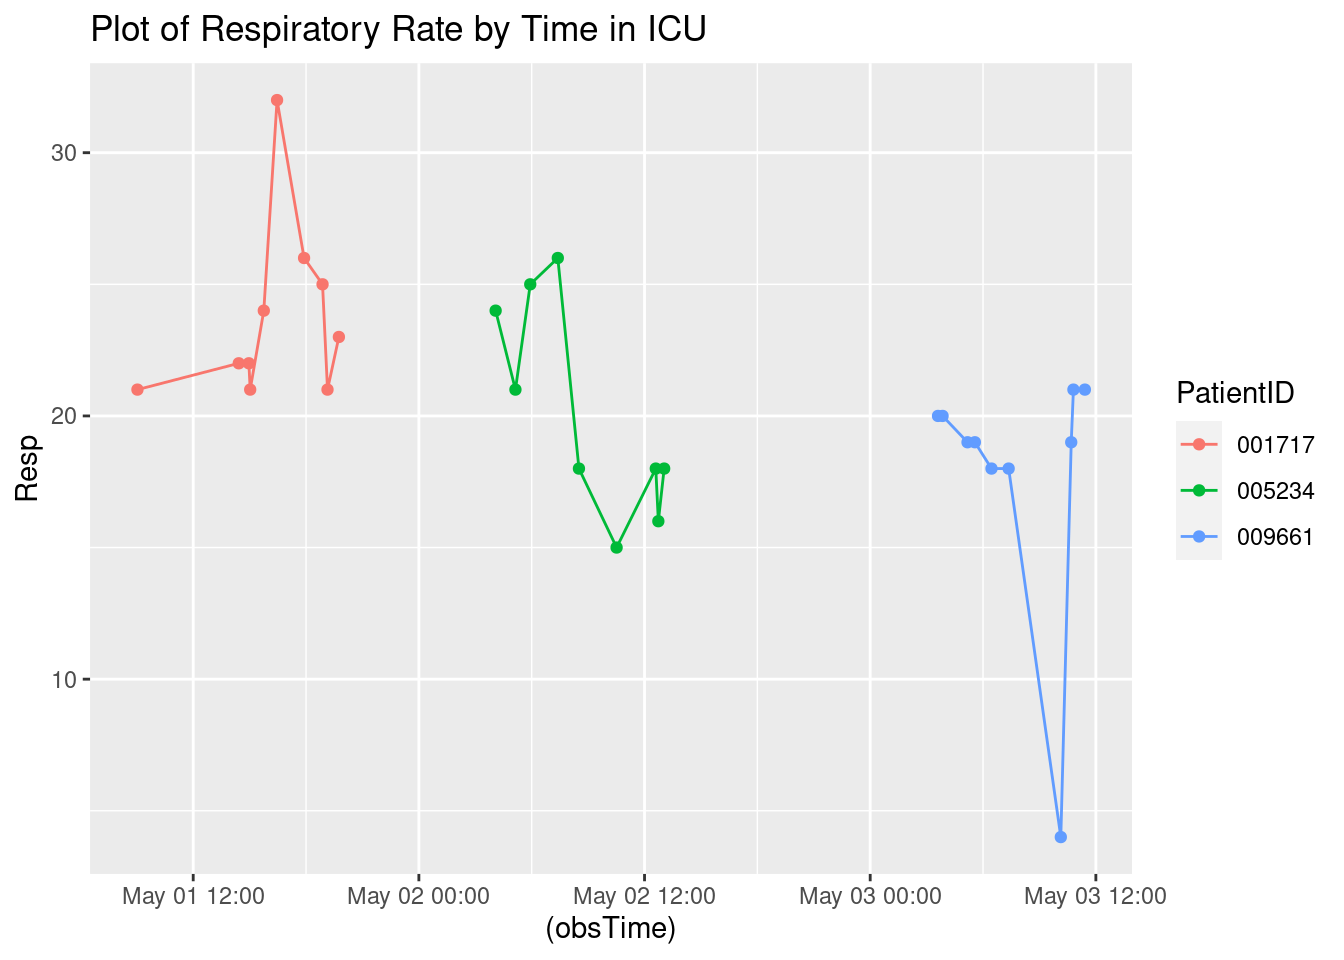 Plot of Respiratory Rate by Time in ICU
30
20
10
Resp
May 01 12:00
May 02 00:00
May 02 12:00
May 03 00:00
May 03 12:00
(obsTime)
PatientID
001717
005234
009661